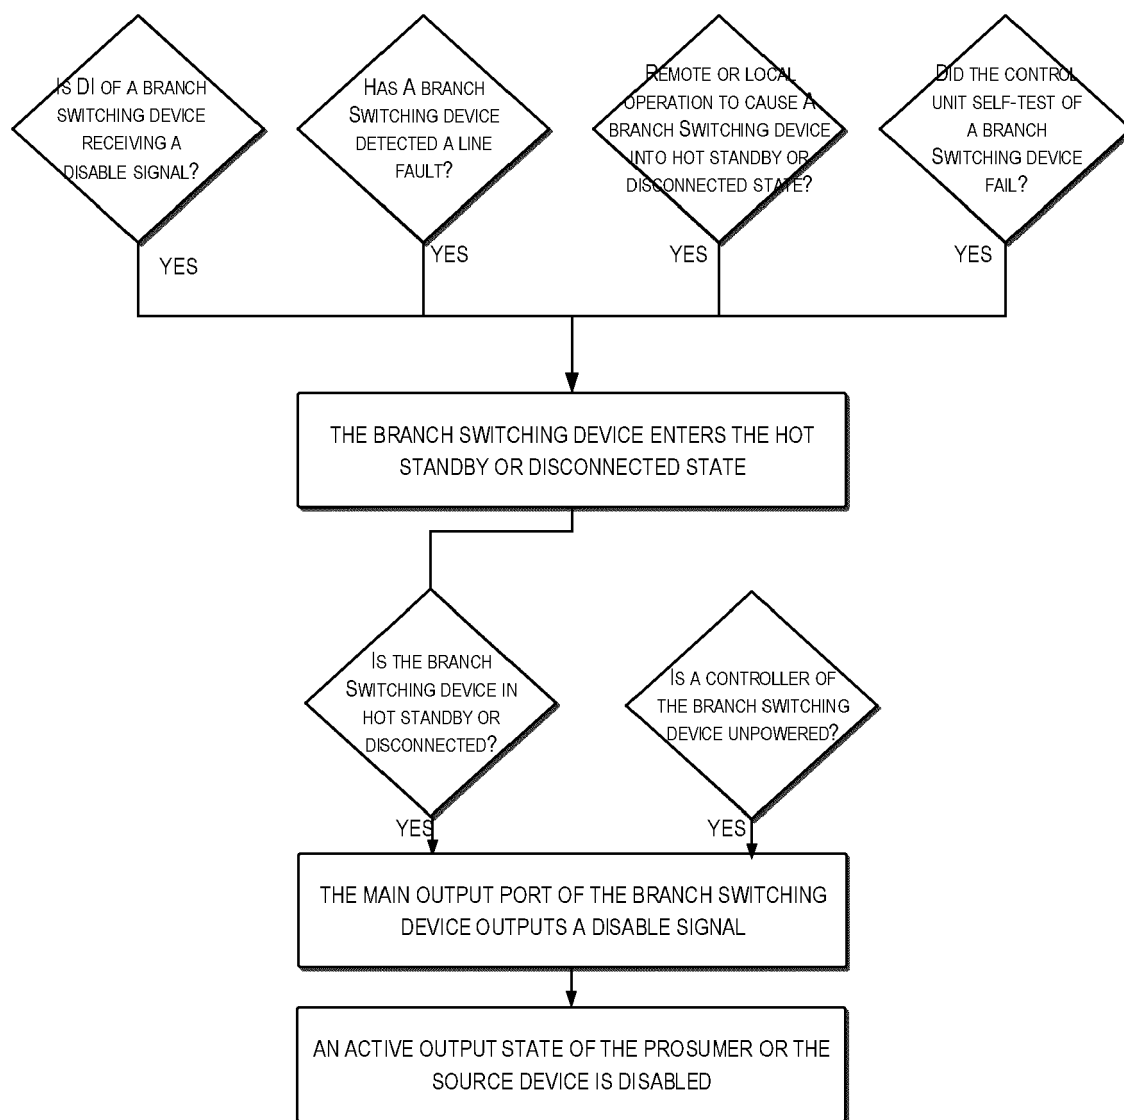 IS DI OF A BRANCH
SWITCHING DEVICE
RECEIVING A
DISABLE SIGNAL?
YES
HAS A BRANCH
SWITCHING DEVICE
DETECTED A LINE
FAULT?
YES
REMOTE OR LOCAL
OPERATION TO CAUSE A
BRANCH SWITCHING DEVICE
INTO HOT STANDBY OR
DISCONNECTED STATE?
YES
DID THE CONTROL
UNIT SELF-TEST OF
A BRANCH
SWITCHING DEVICE
FAIL?
YES
THE BRANCH SWITCHING DEVICE ENTERS THE HOT
STANDBY OR DISCONNECTED STATE
IS THE BRANCH
SWITCHING DEVICE IN
HOT STANDBY OR
DISCONNECTED?
YES
IS A CONTROLLER OF
THE BRANCH SWITCHING
DEVICE UNPOWERED?
YES
THE MAIN OUTPUT PORT OF THE BRANCH SWITCHING
DEVICE OUTPUTS A DISABLE SIGNAL
AN ACTIVE OUTPUT STATE OF THE PROSUMER OR THE
SOURCE DEVICE IS DISABLED